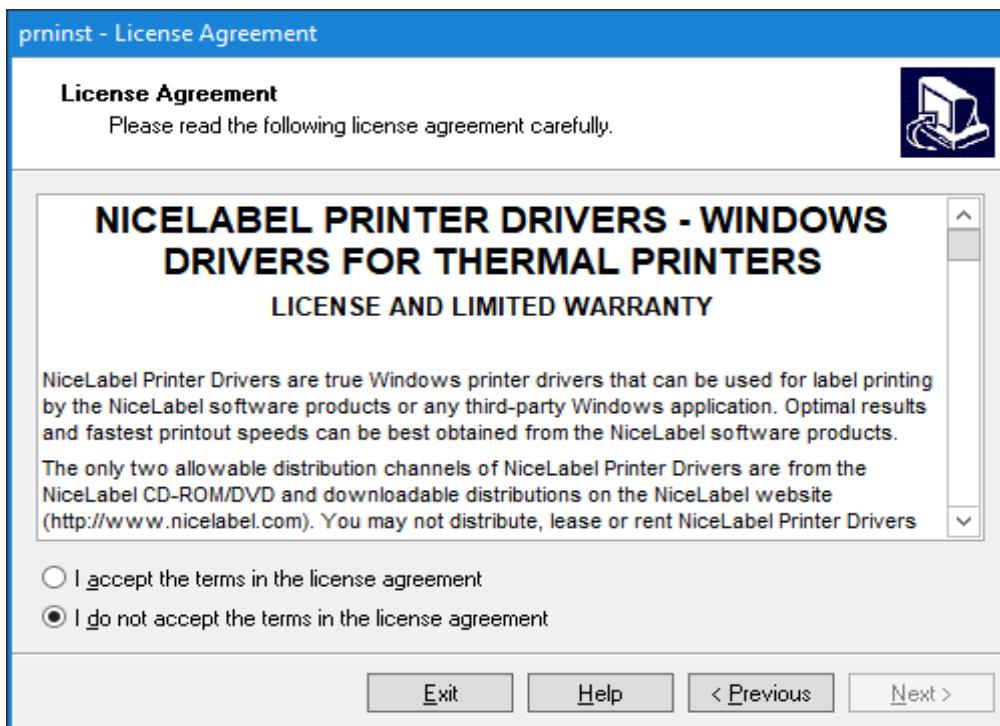 prninst - License Agreement
License Agreement
Please read the following license agreement carefully.
NICELABEL PRINTER DRIVERS - WINDOWS
DRIVERS FOR THERMAL PRINTERS
LICENSE AND LIMITED WARRANTY
NiceLabel Printer Drivers are true Windows printer drivers that can be used for label printing
by the NiceLabel software products or any third-party Windows application. Optimal results
and fastest printout speeds can be best obtained from the NiceLabel software products.
The only two allowable distribution channels of NiceLabel Printer Drivers are from the
NiceLabel CD-ROM/DVD and downloadable distributions on the NiceLabel website
(http://www.nicelabel.com). You may not distribute, lease or rent NiceLabel Printer Drivers
I accept the terms in the license agreement
I do not accept the terms in the license agreement
Exit Help < Previous Next >